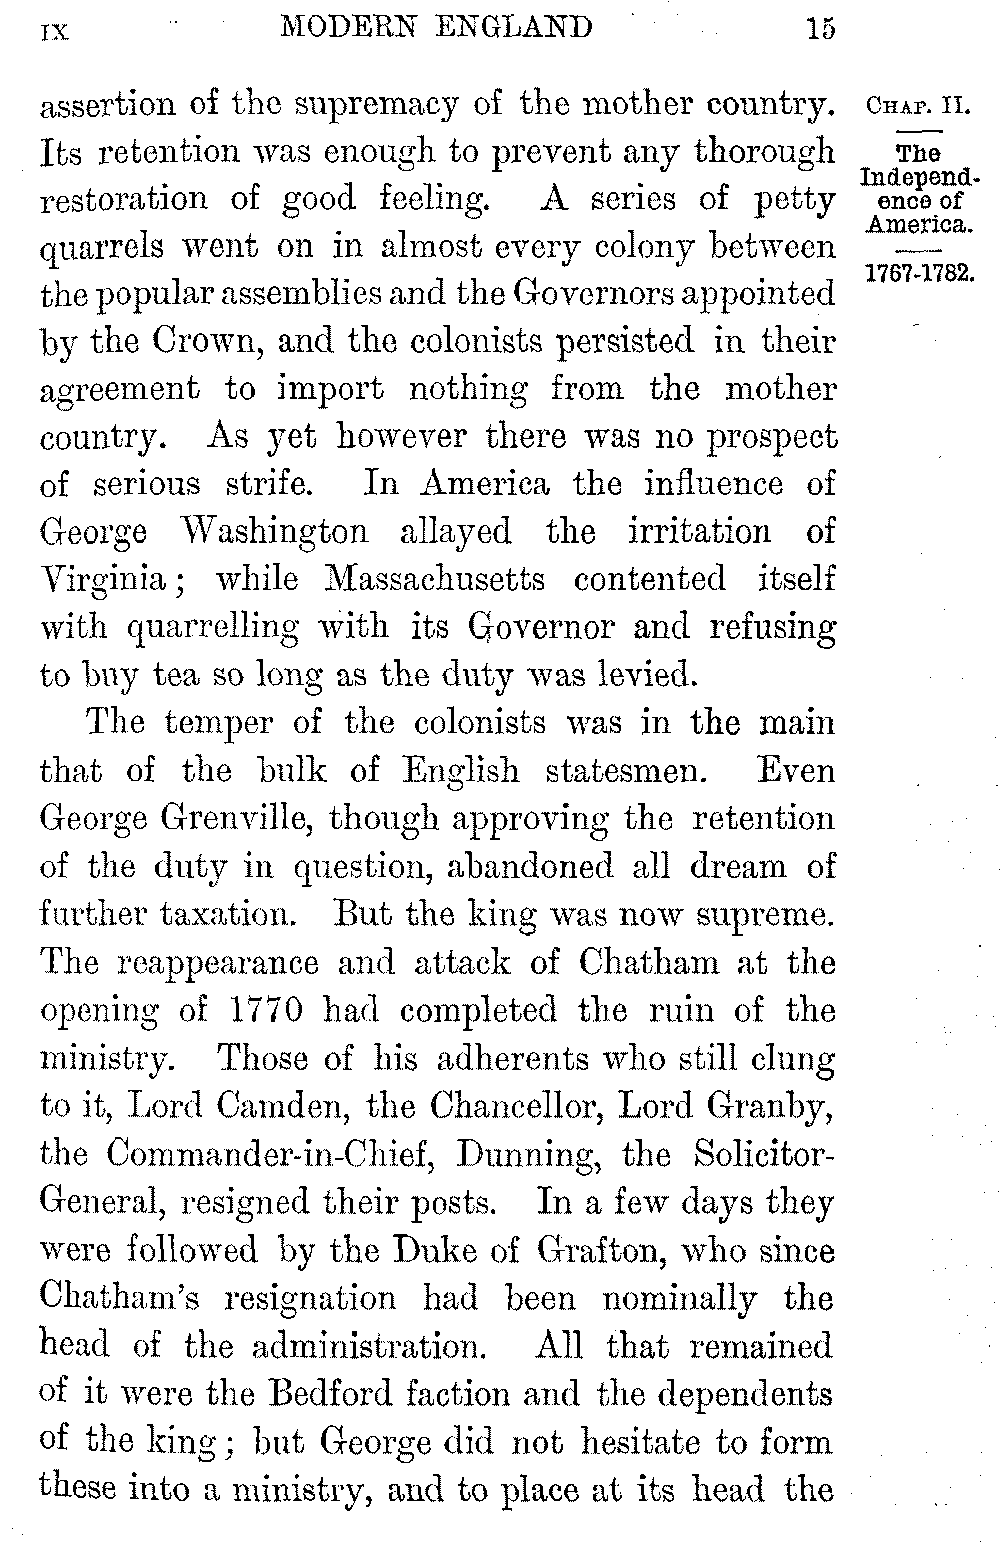 IX MODERN ENGLAND 15
assertion of the supremacy of the mother country.
Its retention was enough to prevent any thorough
restoration of good feeling. A series of petty
quarrels went on in almost every colony between
the popular assemblies and the Governors appointed
by the Crown, and the colonists persisted in their
agreement to import nothing from the mother
country. As yet however there was no prospect
of serious strife. In America the influence of
George Washington allayed the irritation of
Virginia; while Massachusetts contented itself
with quarrelling with its Governor and refusing
to buy tea so long as the duty was levied.
The temper of the colonists was in the main
that of the bulk of English statesmen. Even
George Grenville, though approving the retention
of the duty in question, abandoned all dream of
further taxation. But the king was now supreme.
The reappearance and attack of Chatham at the
opening of 1770 had completed the ruin of the
ministry. Those of his adherents who still clung
to it, Lord Camden, the Chancellor, Lord Granby,
the Commander-in-Chief, Dunning, the Solicitor-
General, resigned their posts. In a few days they
were followed by the Duke of Grafton, who since
Chatham's resignation had been nominally the
head of the administration. All that remained
of it were the Bedford faction and the dependents
of the king; but George did not hesitate to form
these into a ministry, and to place at its head the
CHAP. II.
The
Independ-
ence of
America.
1767-1782.